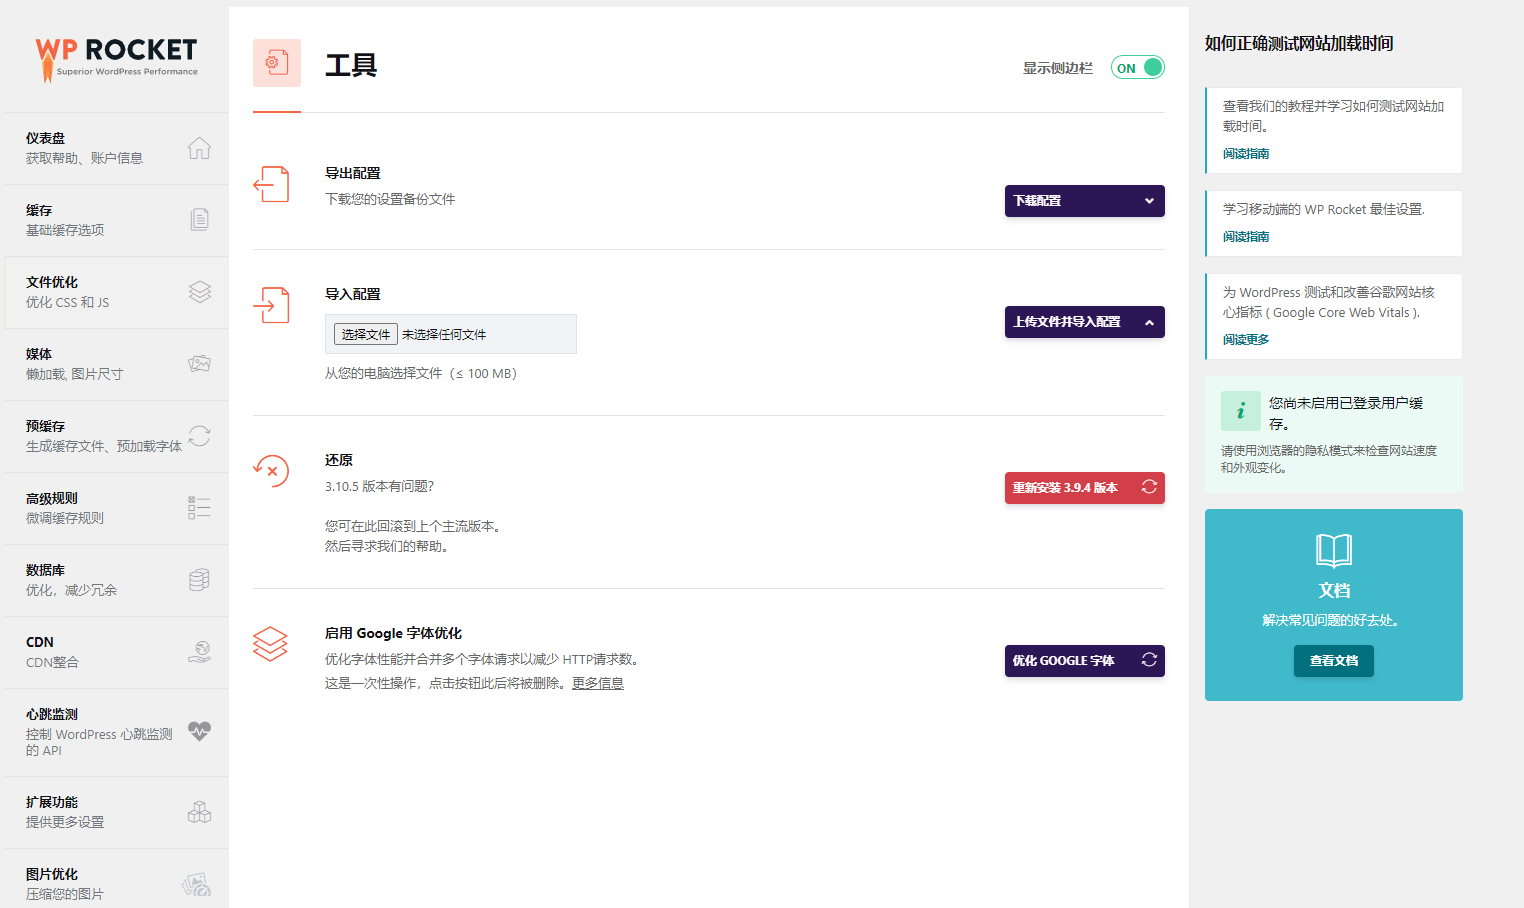 WP ROCKET
Superior WordPress Performance
仪表盘
获取帮助、账户信息
缓存
基础缓存选项
文件优化
优化 CSS 和 JS
媒体
懒加载, 图片尺寸
预缓存
生成缓存文件、预加载字体
高级规则
微调缓存规则
数据库
优化，减少冗余
CDN
CDN整合
心跳监测
控制 WordPress 心跳监测
的 API
扩展功能
提供更多设置
图片优化
压缩您的图片
工具
显示侧边栏 ON
导出配置
下载您的设置备份文件
下载配置
导入配置
选择文件 未选择任何文件
上传文件并导入配置
从您的电脑选择文件（≤ 100 MB）
还原
3.10.5 版本有问题?
重新安装 3.9.4 版本
您可在此回滚到上个主流版本。
然后寻求我们的帮助。
启用 Google 字体优化
优化字体性能并合并多个字体请求以减少 HTTP请求数。
这是一次性操作，点击按钮此后将被删除。更多信息
优化 GOOGLE 字体
如何正确测试网站加载时间
查看我们的教程并学习如何测试网站加
载时间。
阅读指南
学习移动端的 WP Rocket 最佳设置.
阅读指南
为 WordPress 测试和改善谷歌网站核
心指标 ( Google Core Web Vitals ).
阅读更多
i
您尚未启用已登录用户缓
存。
请使用浏览器的隐私模式来检查网站速度
和外观变化。
文档
解决常见问题的好去处。
查看文档